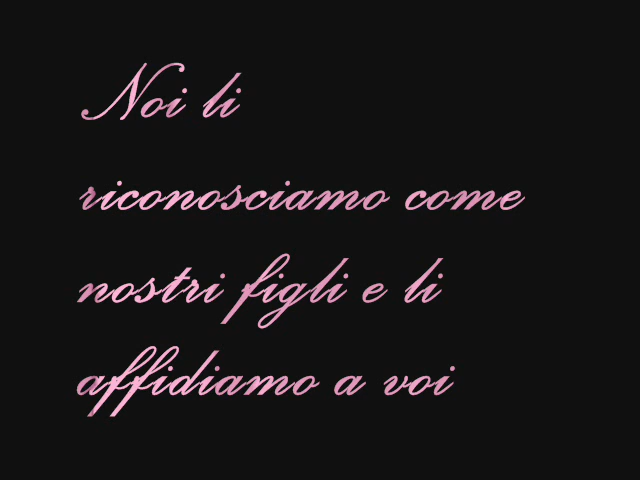 Noi li
riconosciamo come
nostri figli e li
affidiamo a voi